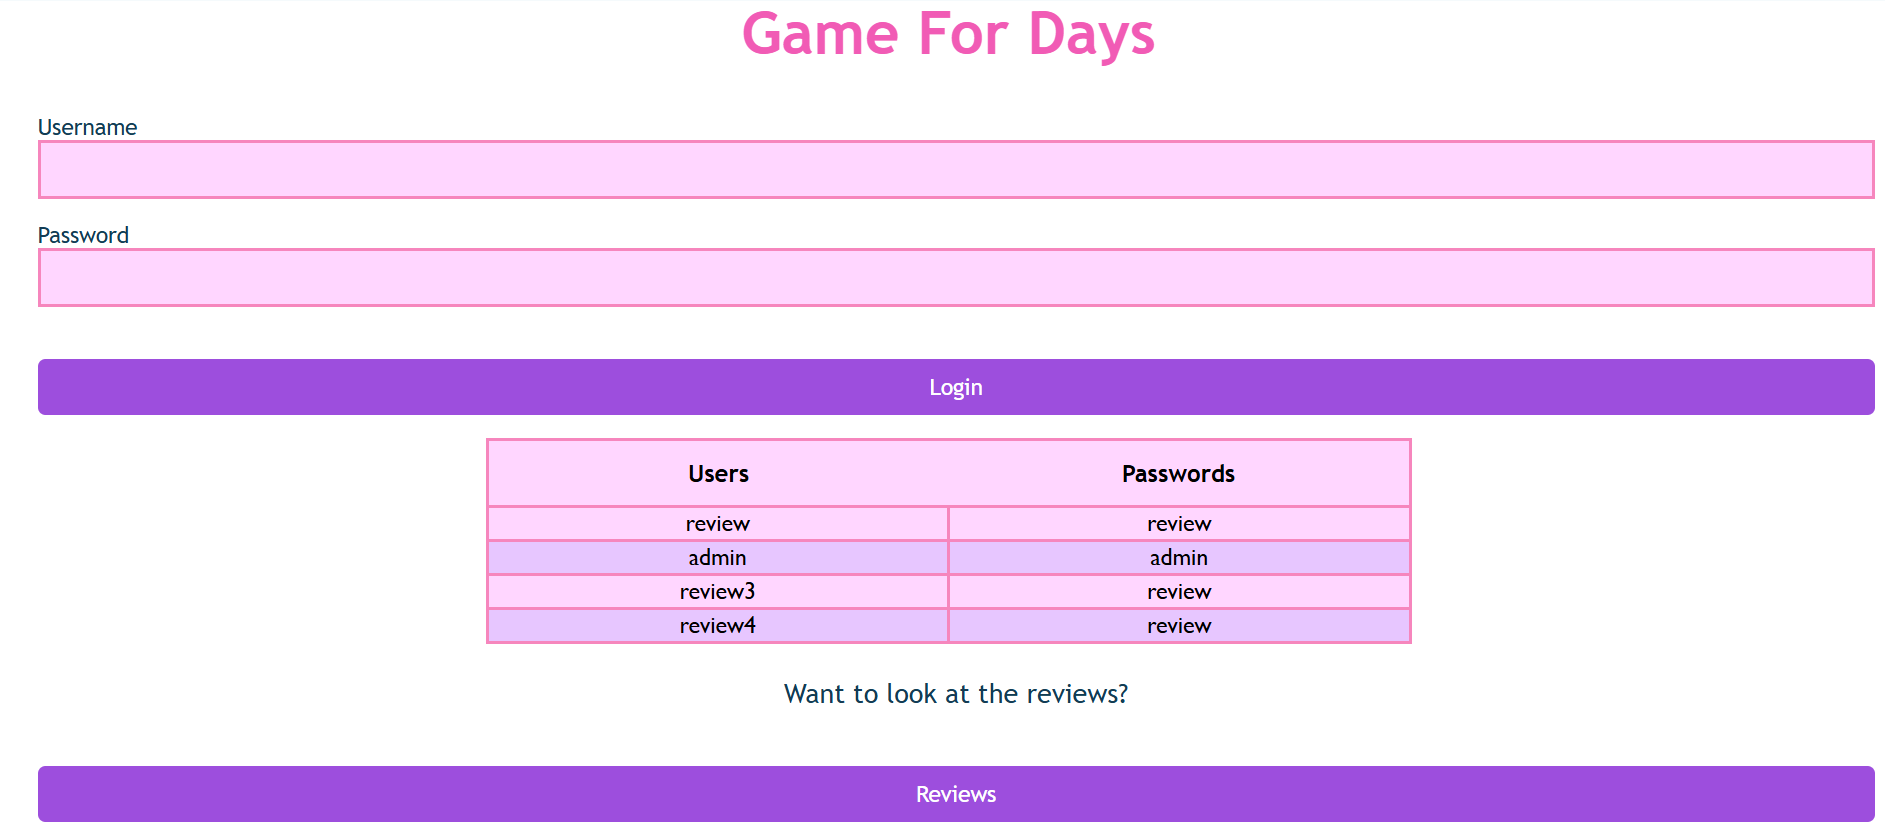 Game For Days
Username
Password
Login
Users Passwords
review review
admin admin
review3 review
review4 review
Want to look at the reviews?
Reviews